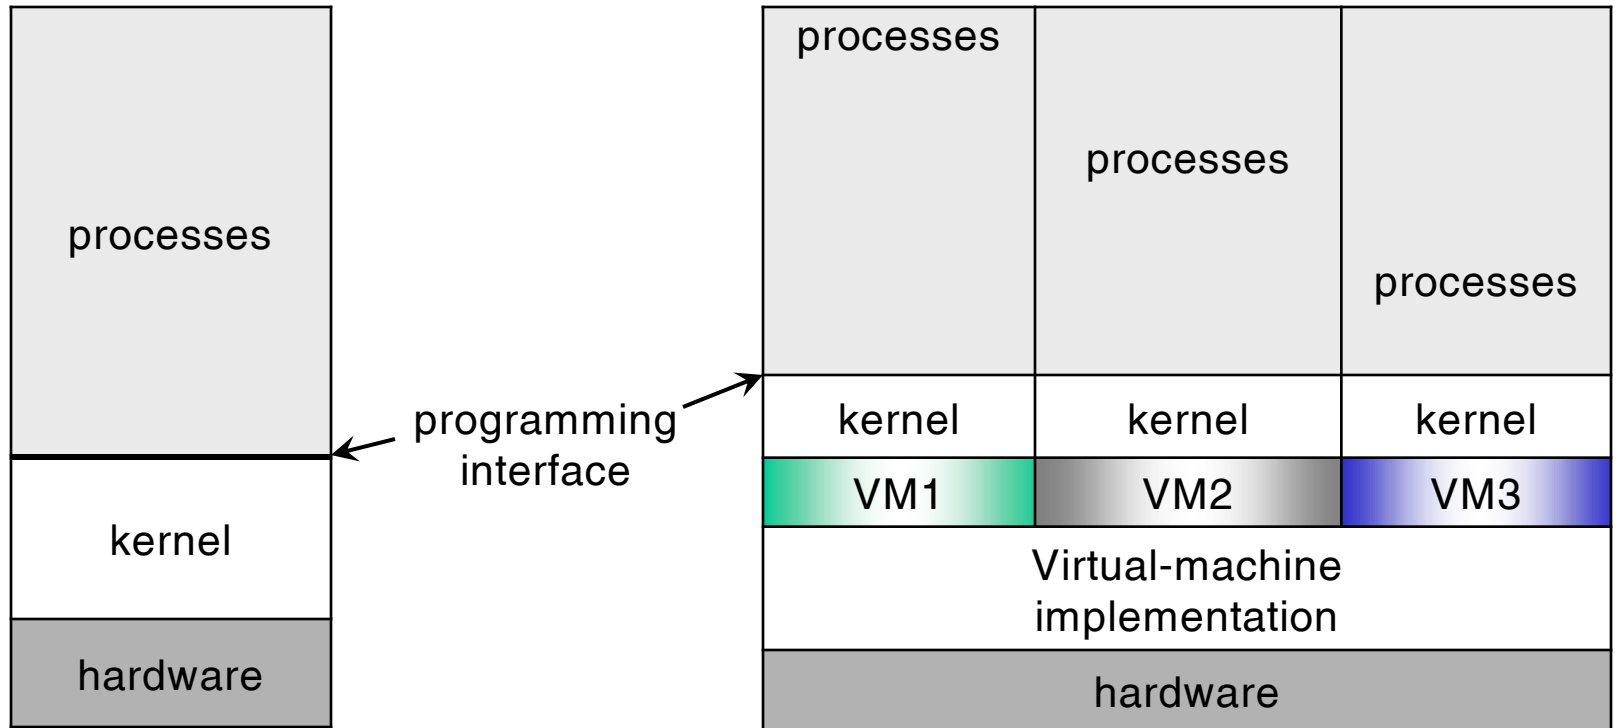 processes
kernel
hardware
programming
interface
processes
processes
processes
kernel
kernel
kernel
VM1
VM2
VM3
Virtual-machine
implementation
hardware